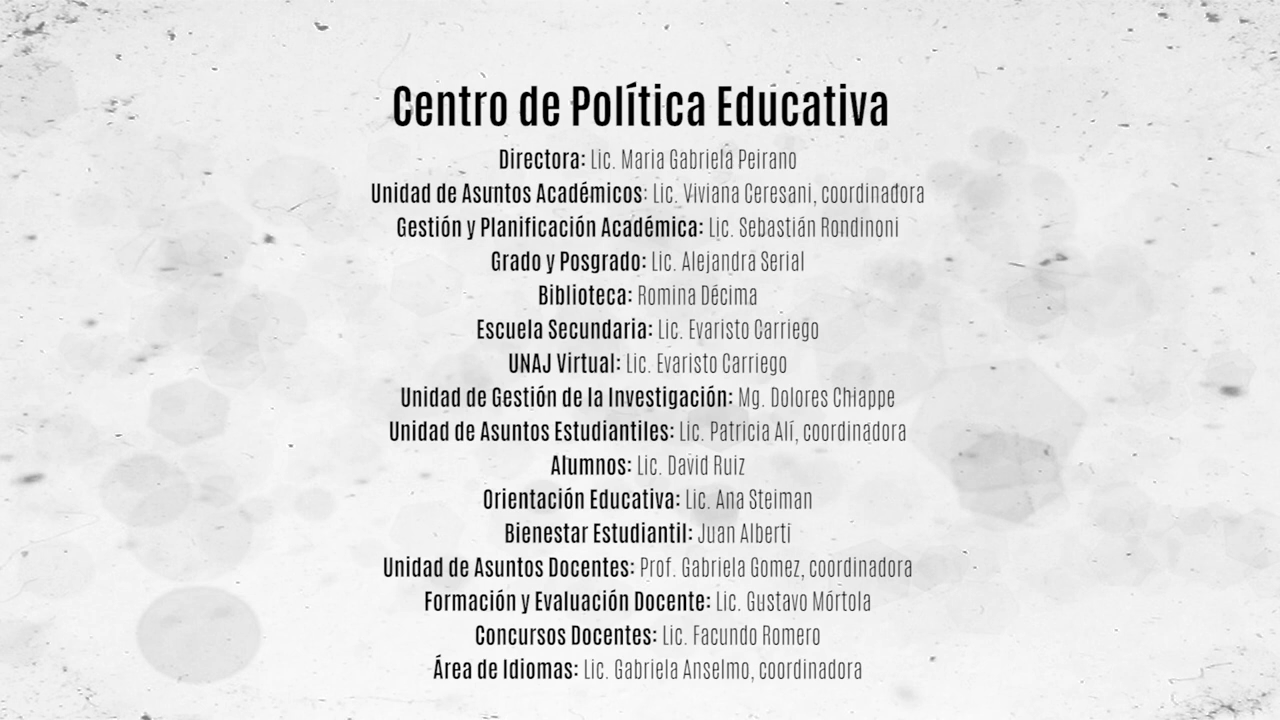 Centro de Política Educativa
Directora: Lic. Maria Gabriela Peirano
Unidad de Asuntos Académicos: Lic. Viviana Ceresani, coordinadora
Gestión y Planificación Académica: Lic. Sebastián Rondinoni
Grado y Posgrado: Lic. Alejandra Serial
Biblioteca: Romina Décima
Escuela Secundaria: Lic. Evaristo Carriego
UNAJ Virtual: Lic. Evaristo Carriego
Unidad de Gestión de la Investigación: Mg. Dolores Chiappe
Unidad de Asuntos Estudiantiles: Lic. Patricia Alí, coordinadora
Alumnos: Lic. David Ruiz
Orientación Educativa: Lic. Ana Steiman
Bienestar Estudiantil: Juan Alberti
Unidad de Asuntos Docentes: Prof. Gabriela Gomez, coordinadora
Formación y Evaluación Docente: Lic. Gustavo Mórtola
Concursos Docentes: Lic. Facundo Romero
Área de Idiomas: Lic. Gabriela Anselmo, coordinadora